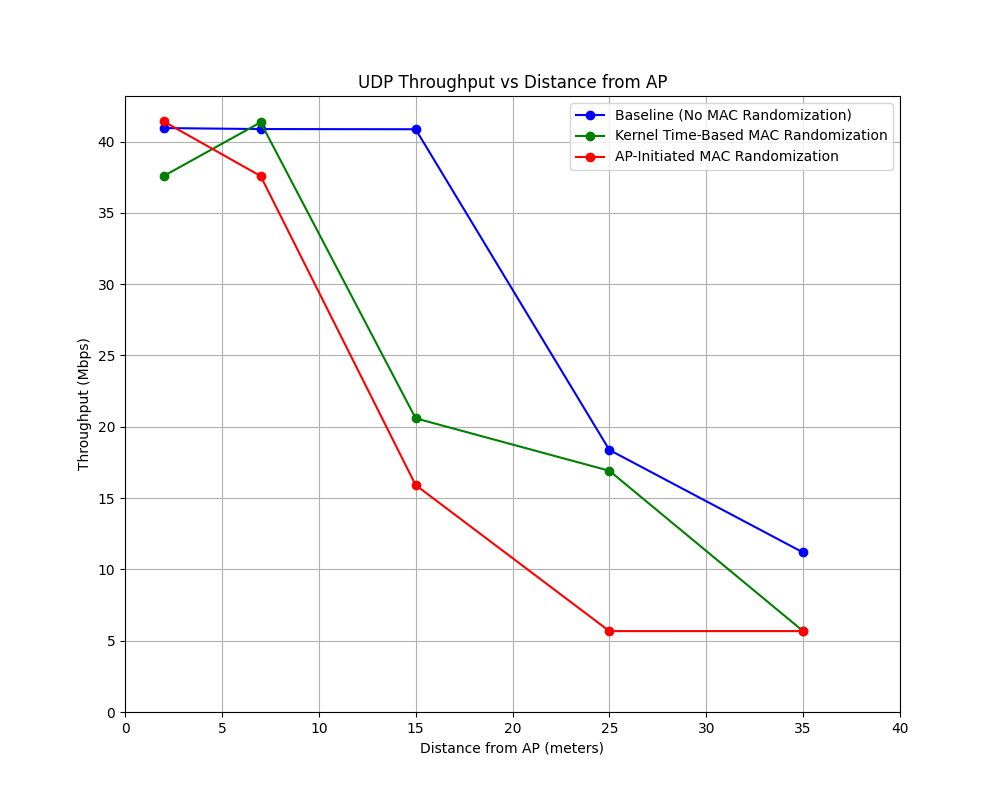 UDP Throughput vs Distance from AP
Baseline (No MAC Randomization)
Kernel Time-Based MAC Randomization
AP-Initiated MAC Randomization
Throughput (Mbps)
40
35
30
25
20
15
10
5
0
0 5 10 15 20 25 30 35 40
Distance from AP (meters)